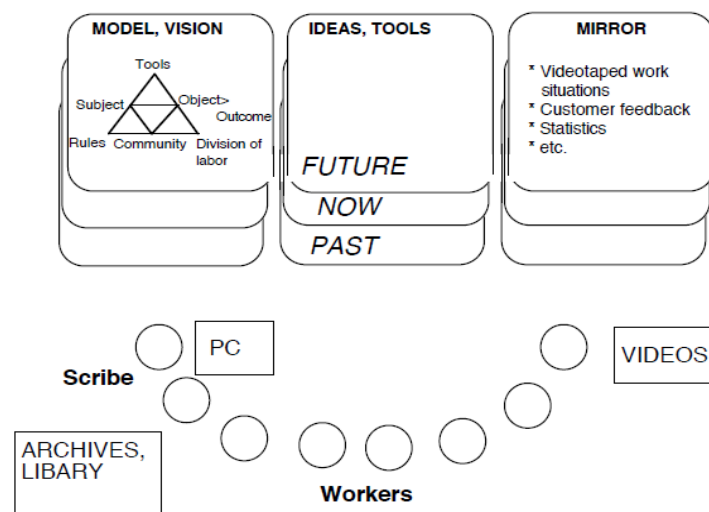 MODEL, VISION
Tools
Subject
Object>
Outcome
Rules
Community
Division of
labor
IDEAS, TOOLS
FUTURE
NOW
PAST
MIRROR
* Videotaped work
situations
* Customer feedback
* Statistics
* etc.
PC
VIDEOS
Scribe
ARCHIVES,
LIBARY
Workers